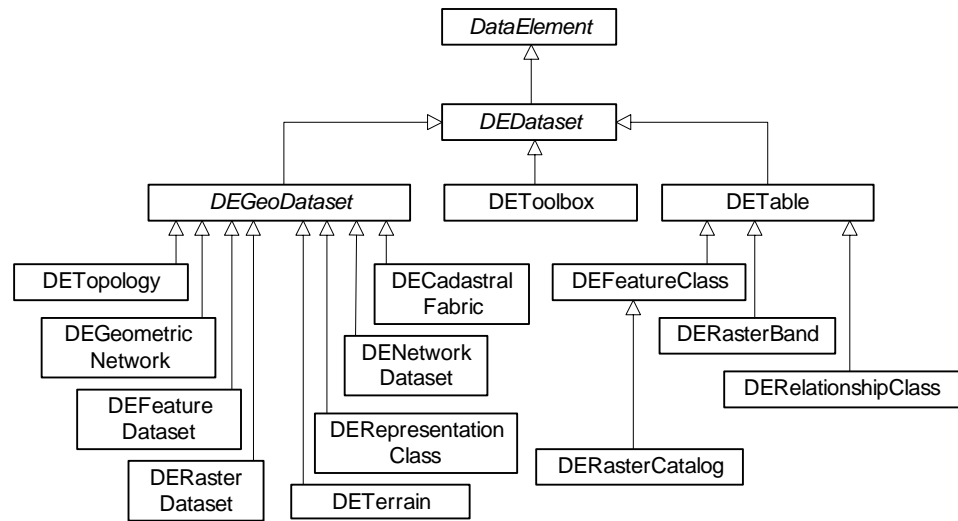 DataElement
DEDataset
DEGeoDataset
DEToolbox
DETable
DETopology
DECadastral
Fabric
DEFeatureClass
DEGeometric
Network
DENetwork
Dataset
DERasterBand
DERelationshipClass
DEFeature
Dataset
DERepresentation
Class
DERasterCatalog
DERaster
Dataset
DETerrain